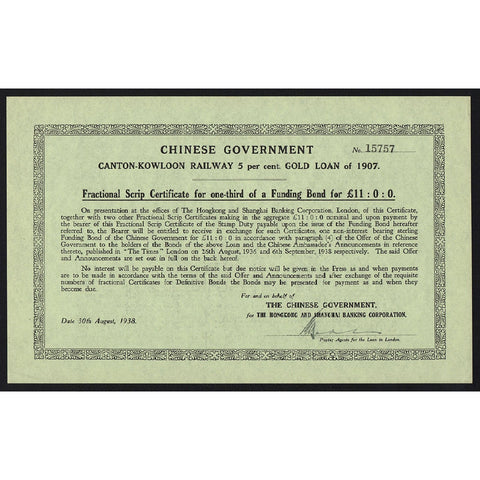 CHINESE GOVERNMENT
No. 15757
CANTON-KOWLOON RAILWAY 5 per cent. GOLD LOAN of 1907.
Fractional Scrip Certificate for one-third of a Funding Bond for £11 : 0 : 0.
On presentation at the offices of The Hongkong and Shanghai Banking Corporation, London, of this Certificate,
together with two other Fractional Scrip Certificates making in the aggregate £11 : 0 : 0 nominal and upon payment by
the bearer of this Fractional Scrip Certificate of the Stamp Duty payable upon the issue of the Funding Bond hereafter
referred to, the Bearer will be entitled to receive in exchange for such Certificates, one non-interest bearing sterling
Funding Bond of the Chinese Government for £11 : 0 : 0 in accordance with paragraph (4) of the Offer of the Chinese
Government to the holders of the Bonds of the above Loan and the Chinese Ambassador's Announcements in reference
thereto, published in "The Times" London on August, 1936 and 6th September, 1938 respectively. The said Offer
and Announcements are set out in full on the back hereof.
No interest will be payable on this Certificate but due notice will be given in the Press as and when payments
are to be made in accordance with the terms of the said Offer and Announcements and after exchange of the requisite
numbers of fractional Certificates for Definitive Bonds the Bonds may be presented for payment as and when they
become due.
For and on behalf of
THE CHINESE GOVERNMENT,
for THE HONGKONG AND SHANGHAI BANKING CORPORATION.
Date 30th August, 1938.
Paying Agents for the Loan in London.